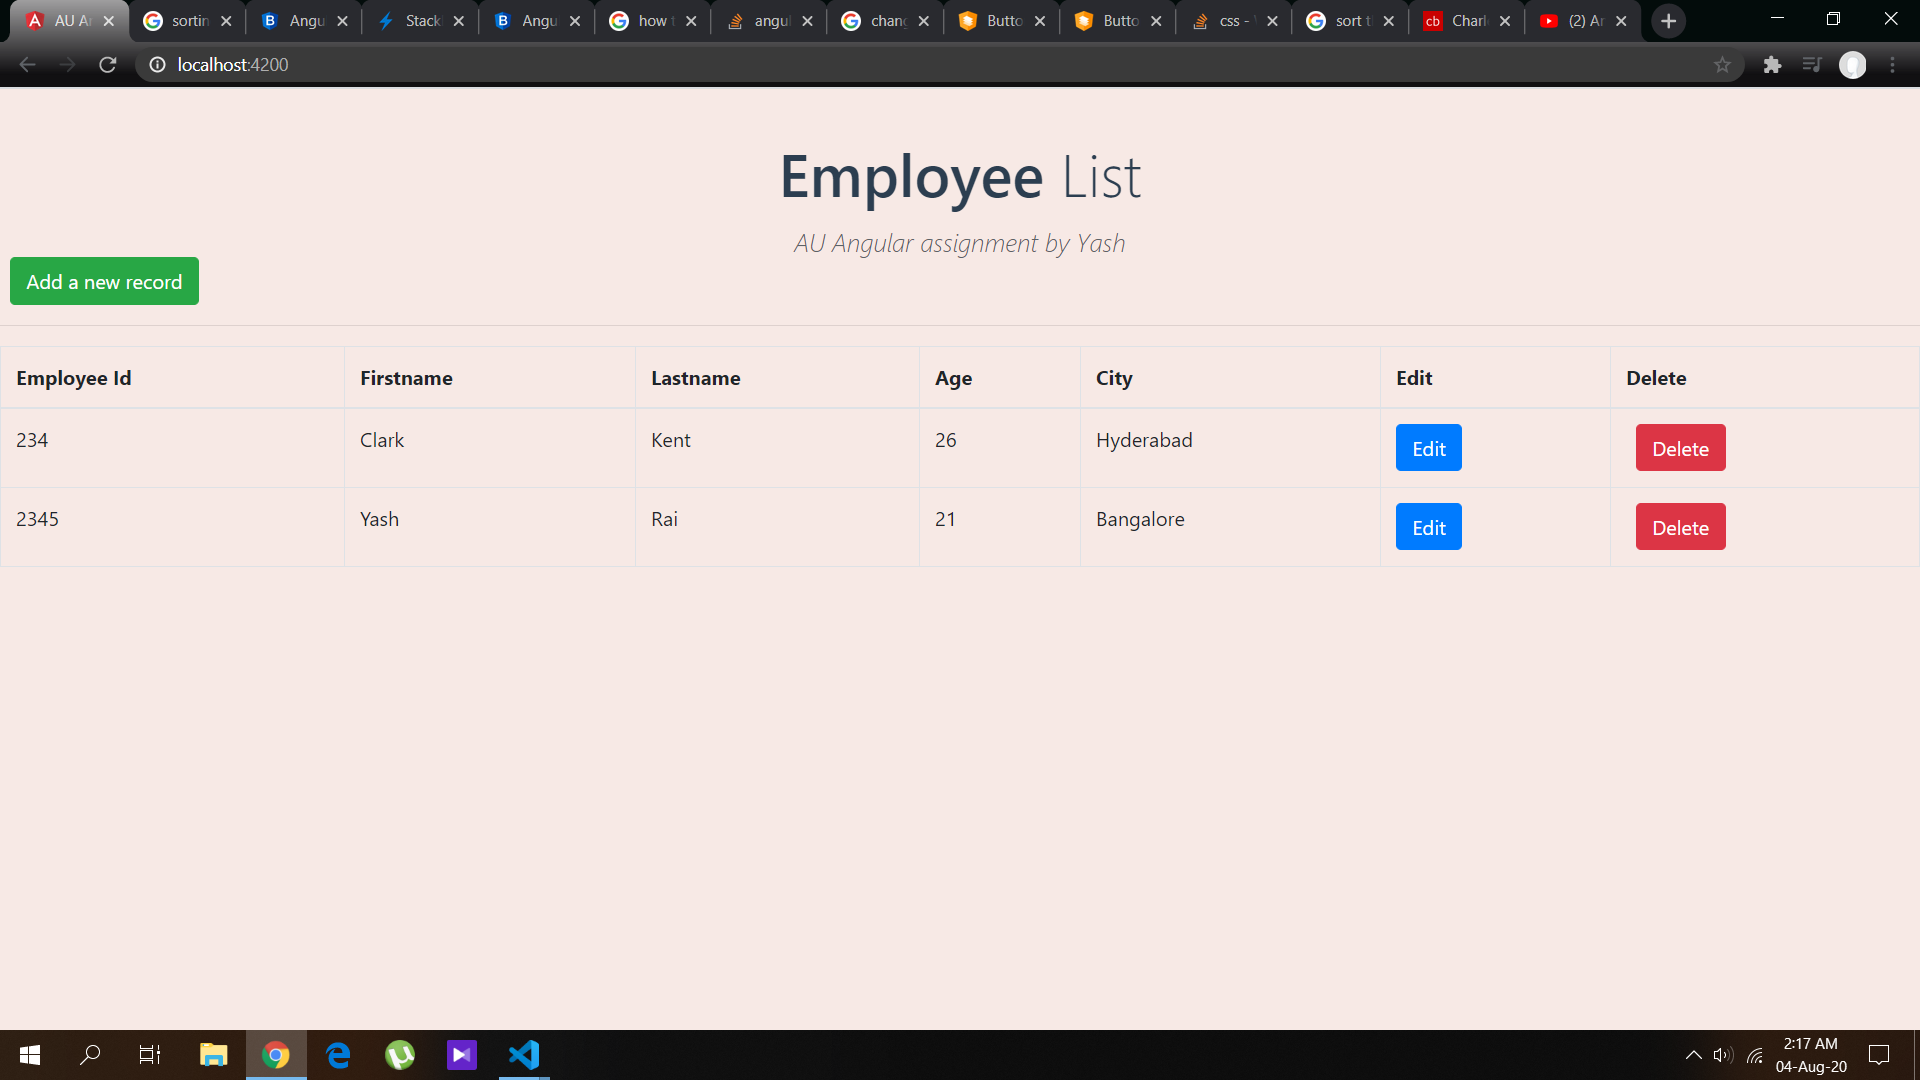 AU A
sortin
Angu
Stack
Angu
how t
angul
chang
Butto
Butto
css -
sort t
cb Charl
(2) Ar
localhost:4200
Employee List
AU Angular assignment by Yash
Add a new record
Employee Id Firstname Lastname Age City Edit Delete
234 Clark Kent 26 Hyderabad Edit Delete
2345 Yash Rai 21 Bangalore Edit Delete
2:17 AM
04-Aug-20